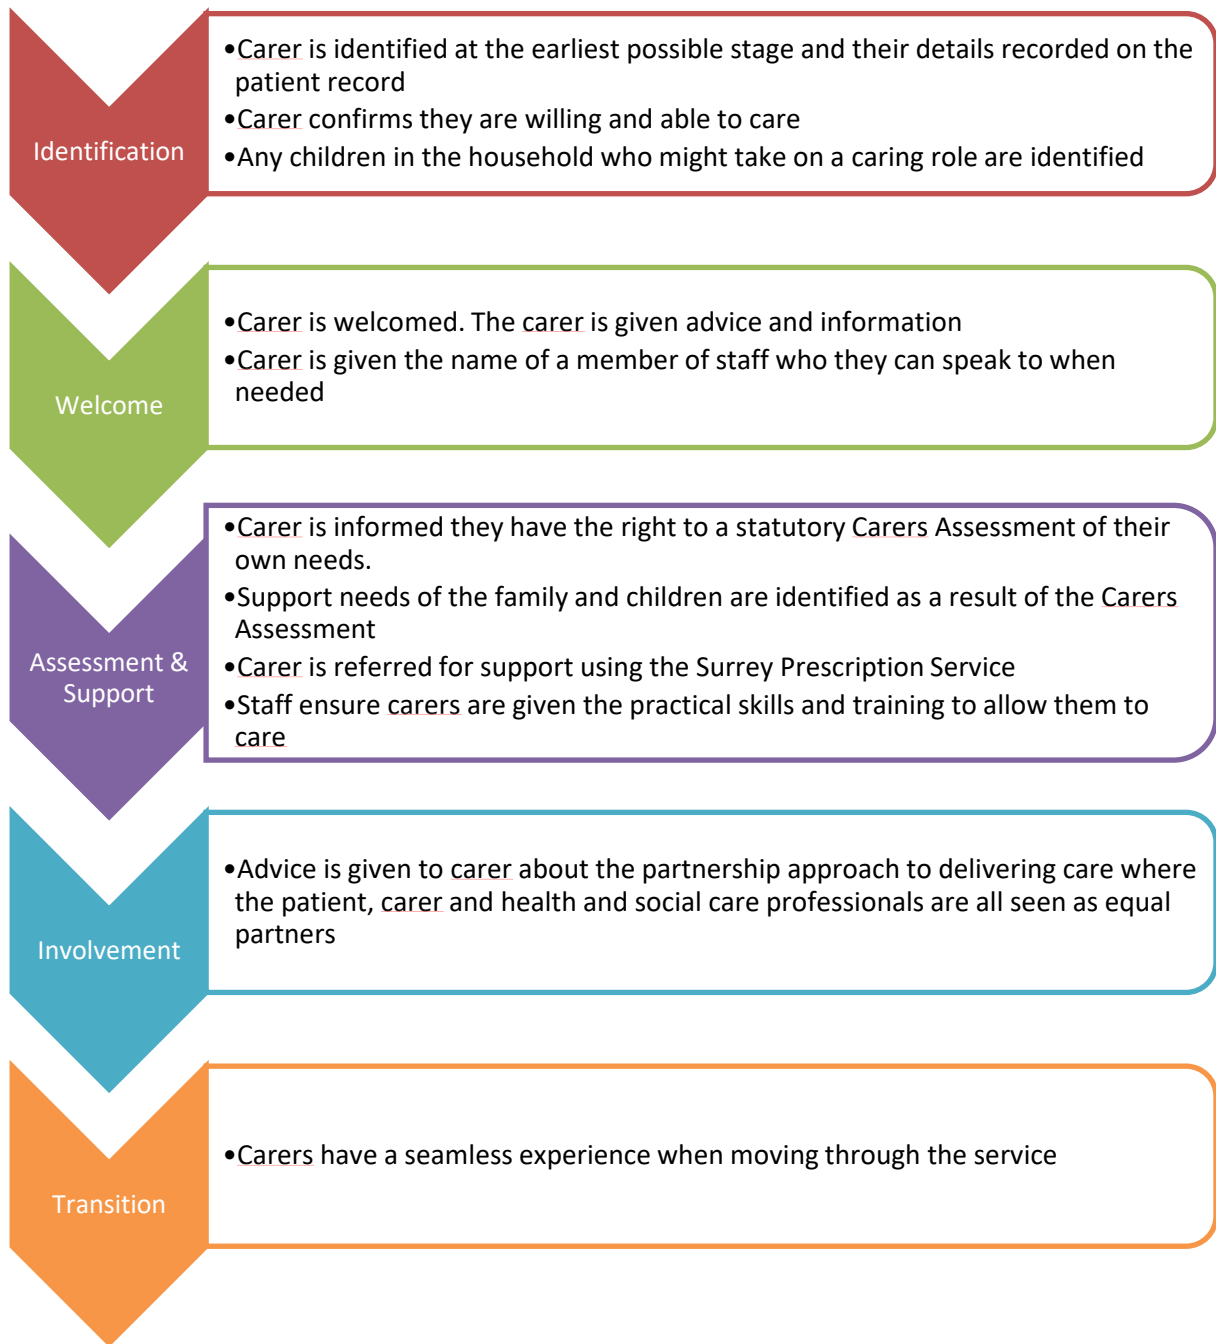 Identification
•Carer is identified at the earliest possible stage and their details recorded on the
patient record
•Carer confirms they are willing and able to care
•Any children in the household who might take on a caring role are identified
Welcome
•Carer is welcomed. The carer is given advice and information
•Carer is given the name of a member of staff who they can speak to when
needed
Assessment &
Support
•Carer is informed they have the right to a statutory Carers Assessment of their
own needs.
•Support needs of the family and children are identified as a result of the Carers
Assessment
•Carer is referred for support using the Surrey Prescription Service
•Staff ensure carers are given the practical skills and training to allow them to
care
Involvement
•Advice is given to carer about the partnership approach to delivering care where
the patient, carer and health and social care professionals are all seen as equal
partners
Transition
•Carers have a seamless experience when moving through the service